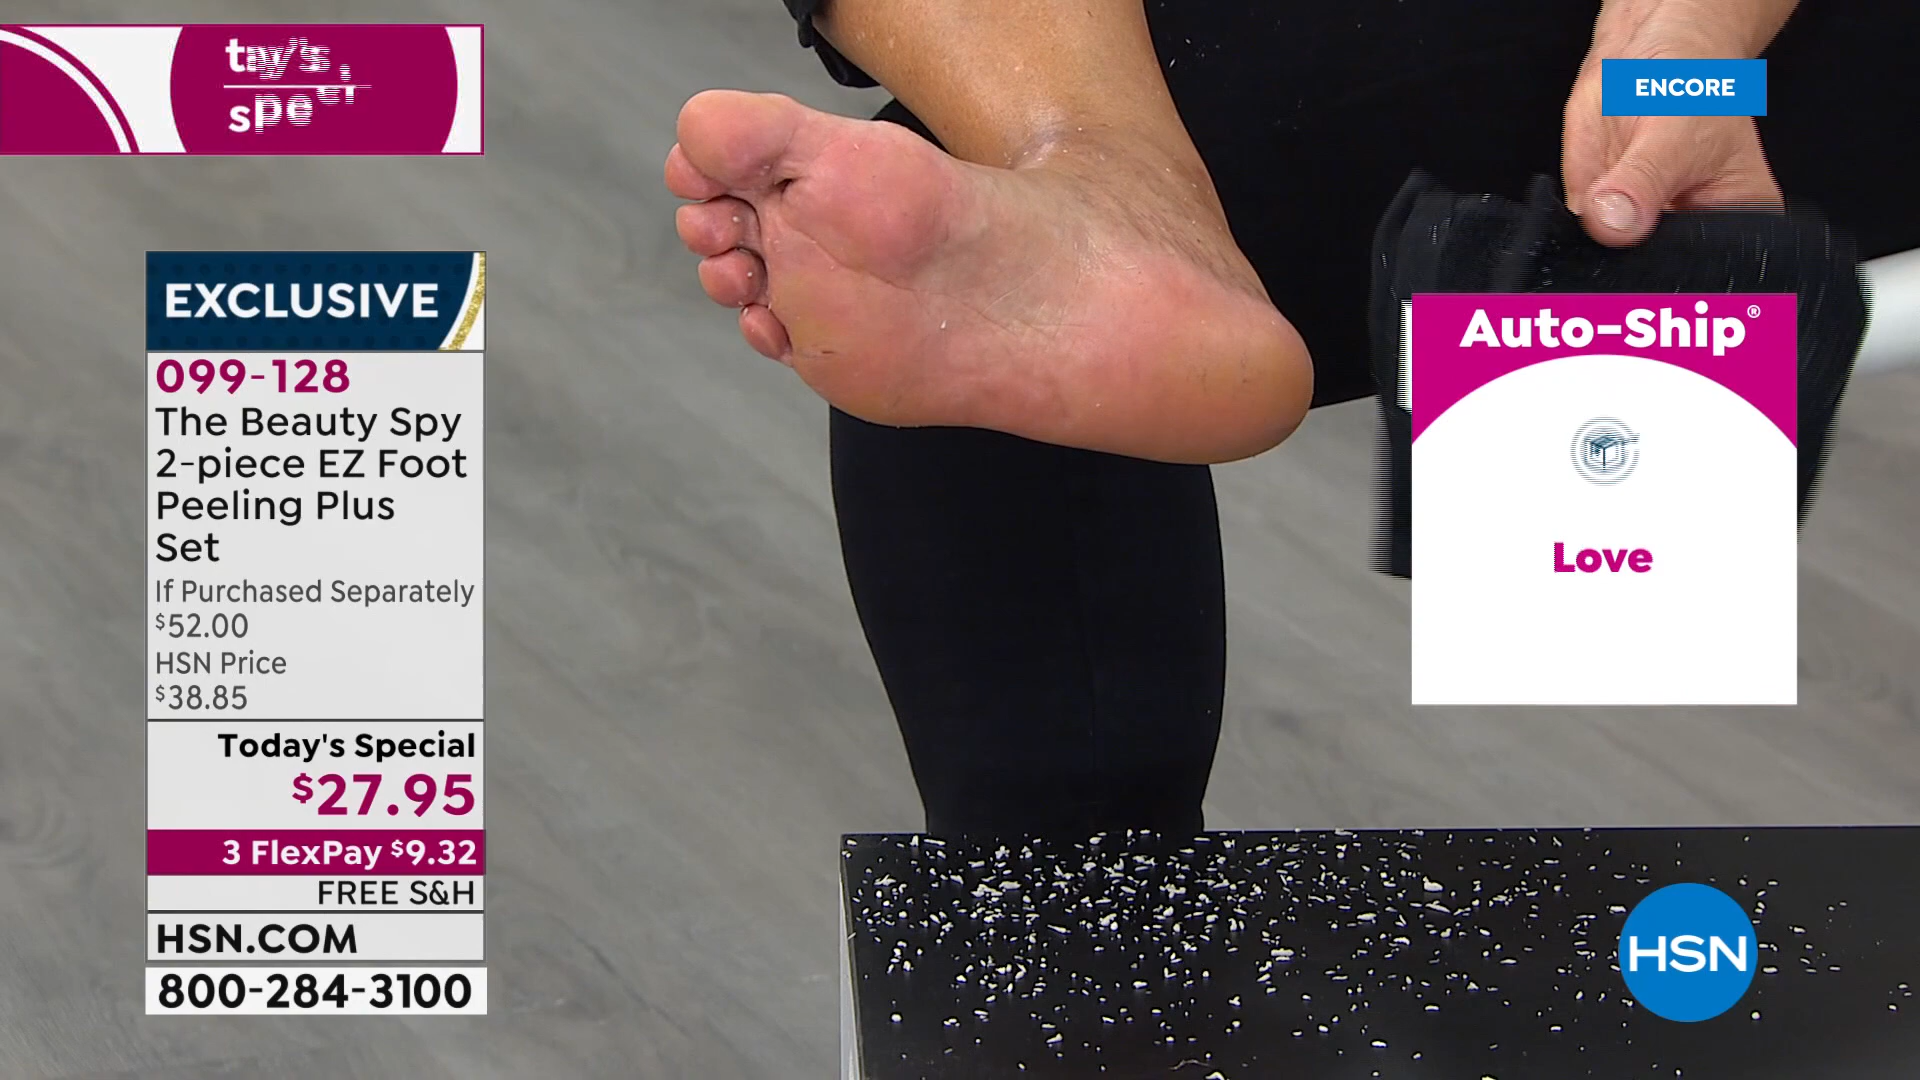 EXCLUSIVE
099-128
The Beauty Spy
2-piece EZ Foot
Peeling Plus
Set
If Purchased Separately
$52.00
HSN Price
$38.85
Today's Special
$27.95
3 FlexPay $9.32
FREE S&H
HSN.COM
800-284-3100
ENCORE
Auto-Ship®
Love
HSN